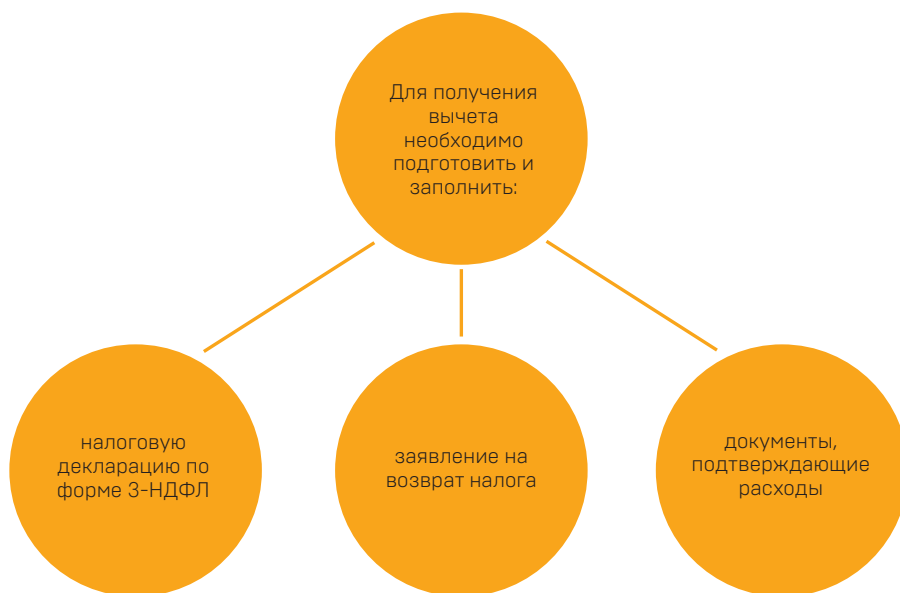 Для получения
вычета
необходимо
подготовить и
заполнить:
налоговую
декларацию по
форме 3-НДФЛ
заявление на
возврат налога
документы,
подтверждающие
расходы